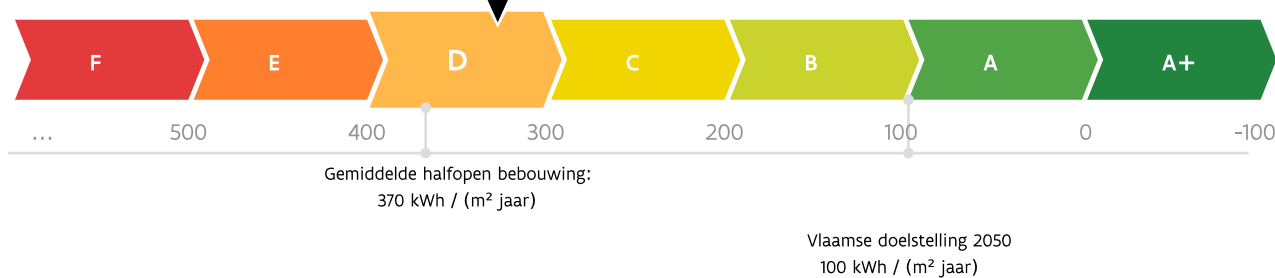 F E D C B A A+
... 500 400 300 200 100 0 -100
Gemiddelde halfopen bebouwing:
370 kWh / (m² jaar)
Vlaamse doelstelling 2050
100 kWh / (m² jaar)